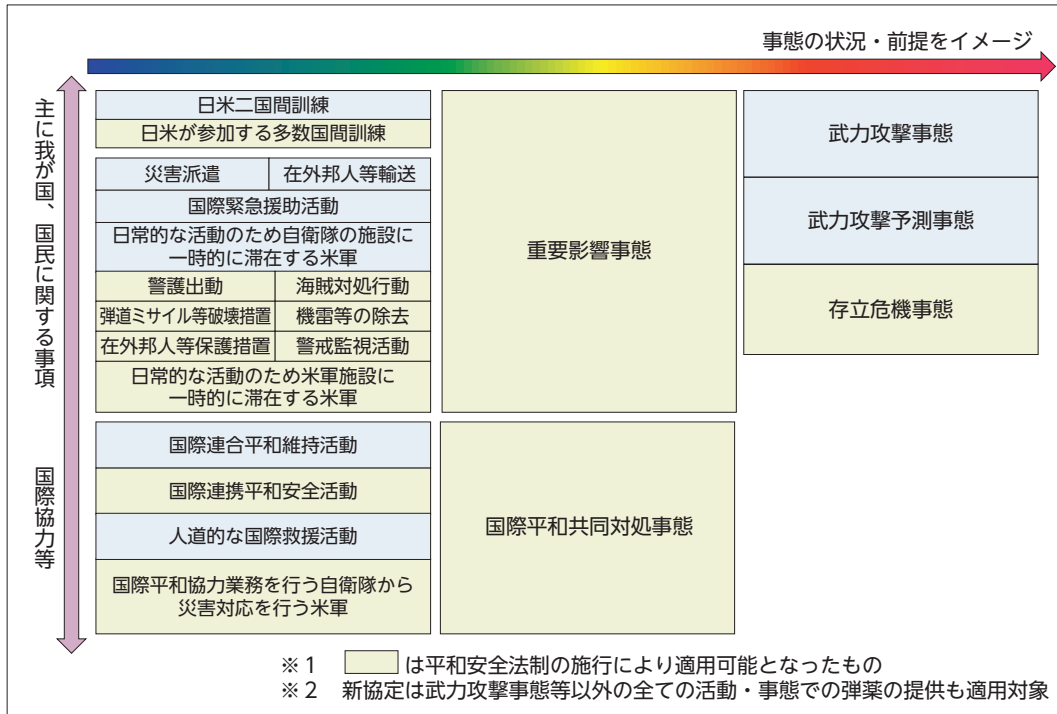 事態の状況・前提をイメージ
主に我が国、国民に関する事項
日米二国間訓練
日米が参加する多数国間訓練
災害派遣
在外邦人等輸送
国際緊急援助活動
日常的な活動のため自衛隊の施設に
一時的に滞在する米軍
警護出動
海賊対処行動
弾道ミサイル等破壊措置
機雷等の除去
在外邦人等保護措置
警戒監視活動
日常的な活動のため米軍施設に
一時的に滞在する米軍
重要影響事態
武力攻撃事態
武力攻撃予測事態
存立危機事態
国際協力等
国際連合平和維持活動
国際連携平和安全活動
人道的な国際救援活動
国際平和協力業務を行う自衛隊から
災害対応を行う米軍
国際平和共同対処事態
※1 は平和安全法制の施行により適用可能となったもの
※2 新協定は武力攻撃事態等以外の全ての活動・事態での弾薬の提供も適用対象